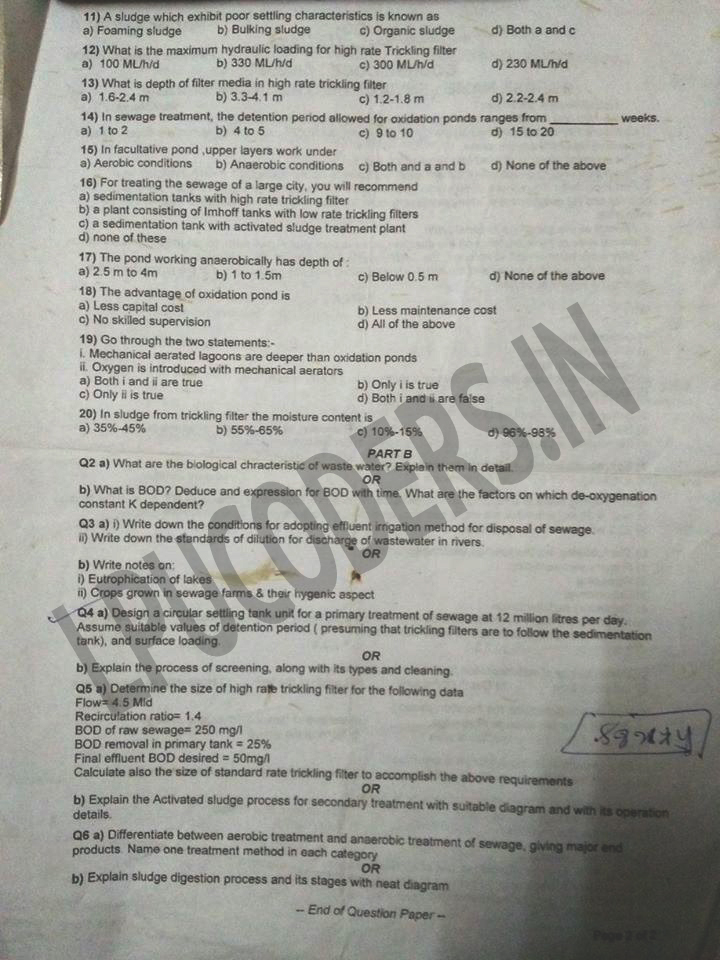 11) A sludge which exhibit poor settling characteristics is known as
a) Foaming sludge b) Bulking sludge c) Organic sludge d) Both a and c
12) What is the maximum hydraulic loading for high rate Trickling filter
a) 100 ML/h/d b) 330 ML/h/d c) 300 ML/h/d d) 230 ML/h/d
13) What is depth of filter media in high rate trickling filter
a) 1.6-2.4 m b) 3.3-4.1 m c) 1.2-1.8 m d) 2.2-2.4 m
14) In sewage treatment, the detention period allowed for oxidation ponds ranges from __________ weeks.
a) 1 to 2 b) 4 to 5 c) 9 to 10 d) 15 to 20
15) In facultative pond ,upper layers work under
a) Aerobic conditions b) Anaerobic conditions c) Both and a and b d) None of the above
16) For treating the sewage of a large city, you will recommend
a) sedimentation tanks with high rate trickling filter
b) a plant consisting of Imhoff tanks with low rate trickling filters
c) a sedimentation tank with activated sludge treatment plant
d) none of these
17) The pond working anaerobically has depth of :
a) 2.5 m to 4m b) 1 to 1.5m c) Below 0.5 m d) None of the above
18) The advantage of oxidation pond is
a) Less capital cost b) Less maintenance cost
c) No skilled supervision d) All of the above
19) Go through the two statements:-
i. Mechanical aerated lagoons are deeper than oxidation ponds
ii. Oxygen is introduced with mechanical aerators
a) Both i and ii are true b) Only i is true
c) Only ii is true d) Both i and ii are false
20) In sludge from trickling filter the moisture content is
a) 35%-45% b) 55%-65% c) 10%-15% d) 96%-98%
PART B
Q2 a) What are the biological chracteristic of waste water? Explain them in detail.
OR
b) What is BOD? Deduce and expression for BOD with time. What are the factors on which de-oxygenation
constant K dependent?
Q3 a) i) Write down the conditions for adopting effluent irrigation method for disposal of sewage.
ii) Write down the standards of dilution for discharge of wastewater in rivers.
OR
b) Write notes on:
i) Eutrophication of lakes
ii) Crops grown in sewage farms & their hygenic aspect
Q4 a) Design a circular settling tank unit for a primary treatment of sewage at 12 million litres per day.
Assume suitable values of detention period ( presuming that trickling filters are to follow the sedimentation
tank), and surface loading.
OR
b) Explain the process of screening, along with its types and cleaning.
Q5 a) Determine the size of high rate trickling filter for the following data
Flow= 4.5 Mld
Recirculation ratio= 1.4
BOD of raw sewage= 250 mg/l
BOD removal in primary tank = 25%
Final effluent BOD desired = 50mg/l
Calculate also the size of standard rate trickling filter to accomplish the above requirements
OR
b) Explain the Activated sludge process for secondary treatment with suitable diagram and with its operation
details.
Q6 a) Differentiate between aerobic treatment and anaerobic treatment of sewage, giving major end
products. Name one treatment method in each category
OR
b) Explain sludge digestion process and its stages with neat diagram
-- End of Question Paper --
Page 2 of 2
LPUCODERS.IN